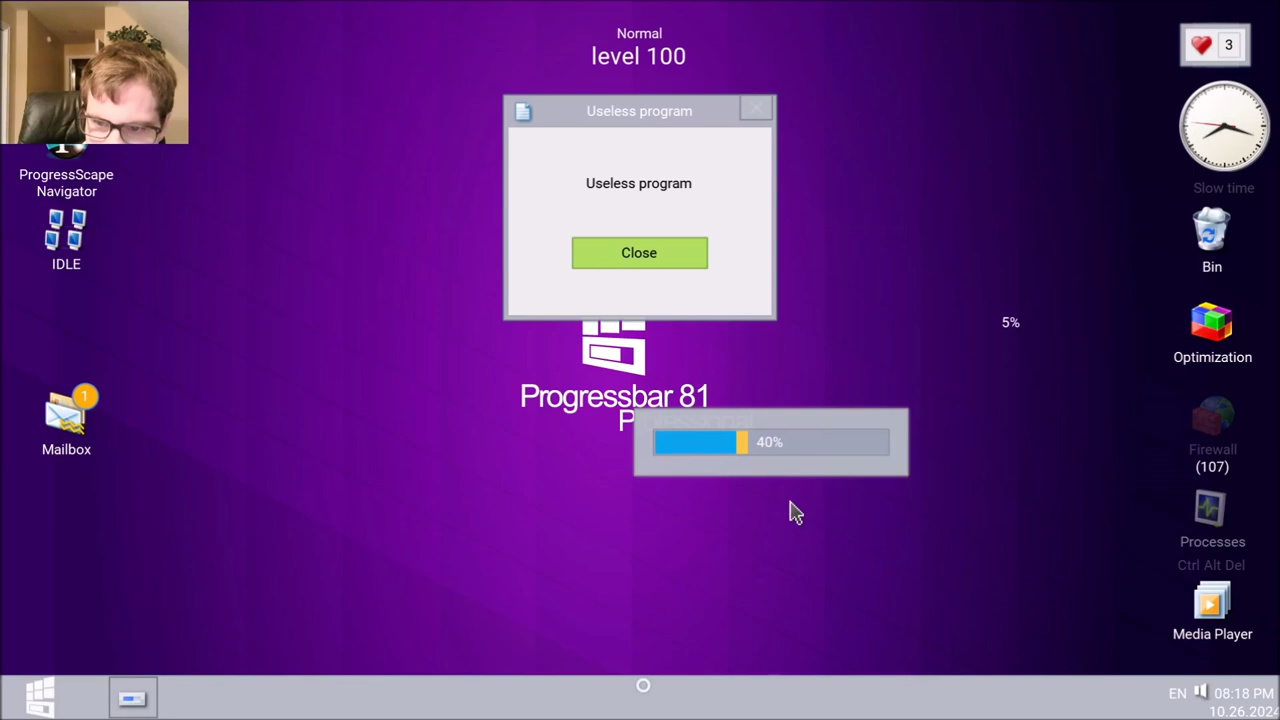 Normal
level 100
3
Useless program
Useless program
Close
ProgressScape
Navigator
IDLE
1
Mailbox
Slow time
Bin
5%
Optimization
Progressbar 81
Professional
40%
Firewall
(107)
Processes
Ctrl Alt Del
Media Player
EN 08:18 PM
10.26.2024